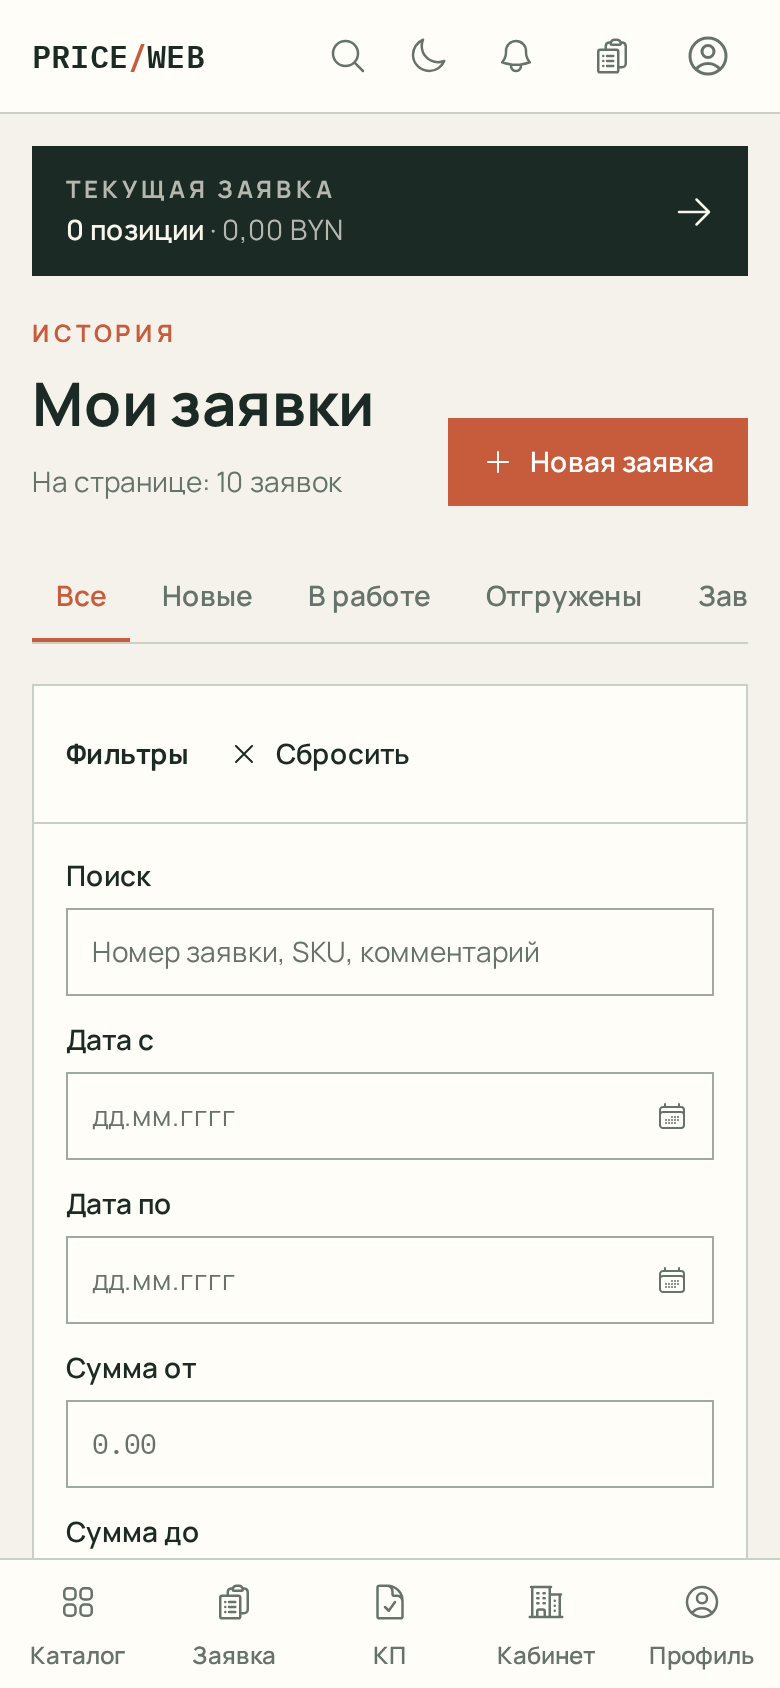 PRICE/WEB
ТЕКУЩАЯ ЗАЯВКА
0 позиции · 0,00 BYN
ИСТОРИЯ
Мои заявки
На странице: 10 заявок
Новая заявка
Все Новые В работе Отгружены Зав
Фильтры Сбросить
Поиск
Номер заявки, SKU, комментарий
Дата с
дд.мм.гггг
Дата по
дд.мм.гггг
Сумма от
0.00
Сумма до
Каталог Заявка КП Кабинет Профиль